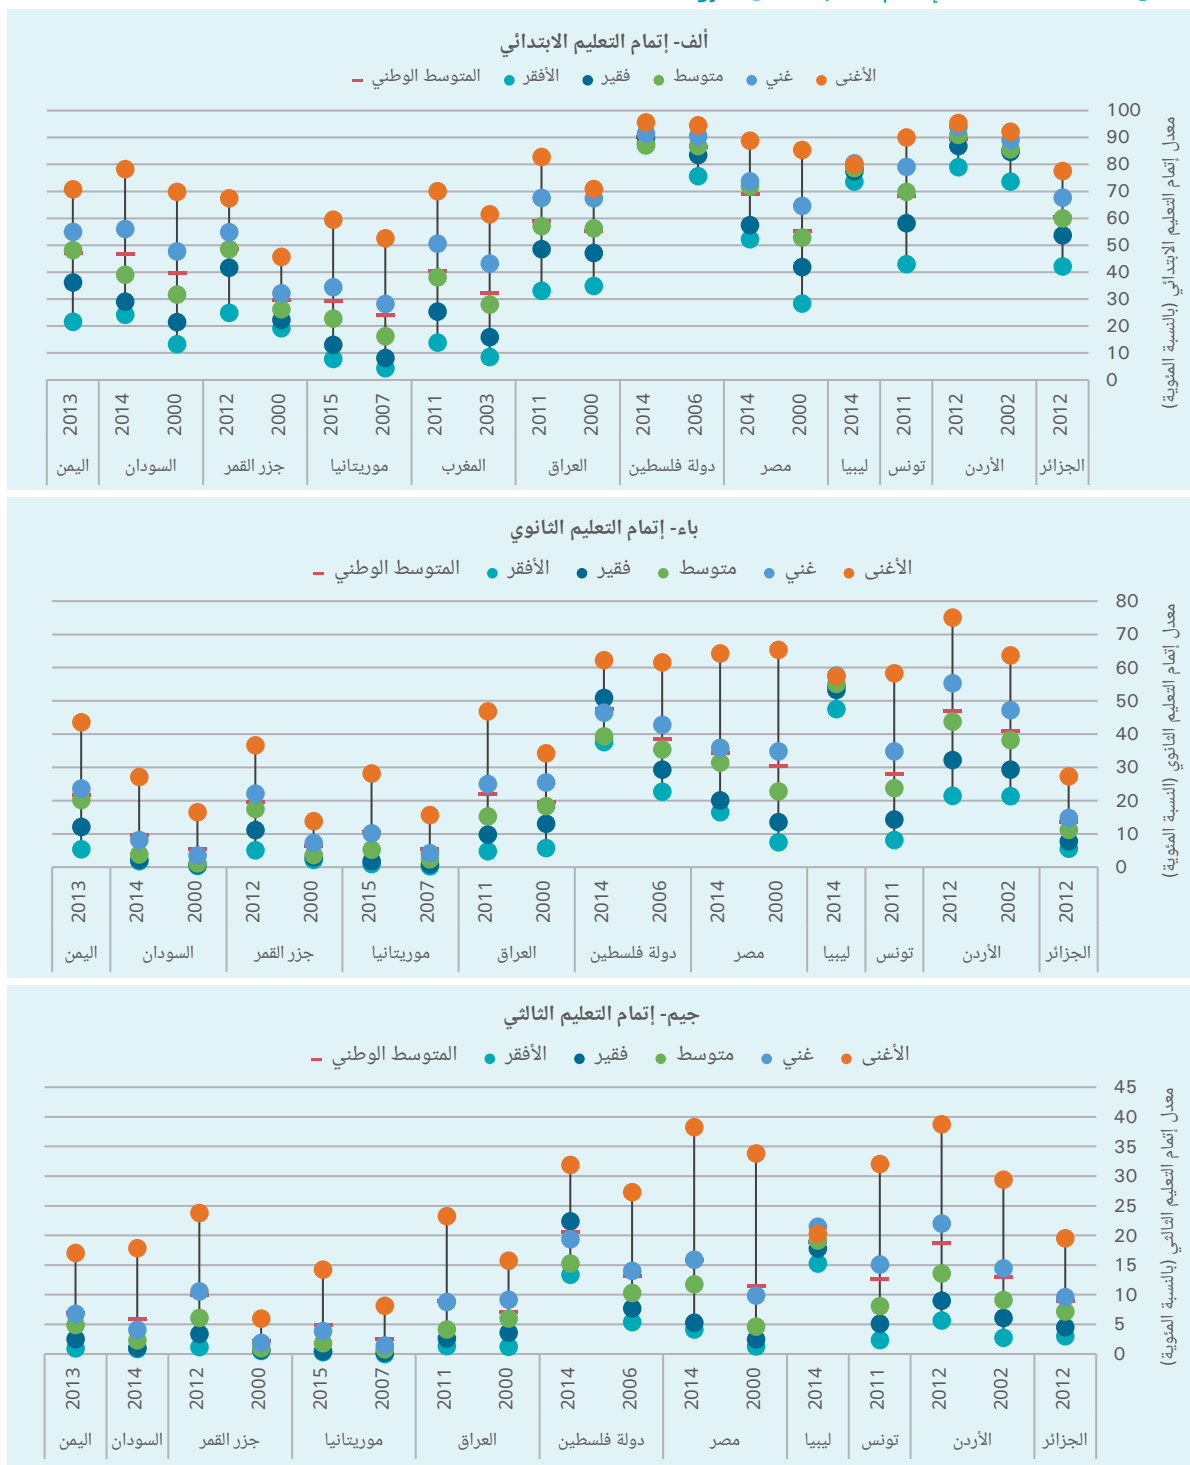 ألف- إتمام التعليم الابتدائي
الأغنى غني متوسط فقير الأفقر المتوسط الوطني
معدل إتمام التعليم الابتدائي (بالنسبة المئوية)
100
90
80
70
60
50
40
30
20
10
0
2012 2002 2012 2011 2014 2000 2014 2006 2014 2000 2011 2003 2011 2007 2015 2000 2012 2000 2014 2013
الجزائر الأردن تونس ليبيا مصر دولة فلسطين العراق المغرب موريتانيا جزر القمر السودان اليمن
باء- إتمام التعليم الثانوي
الأغنى غني متوسط فقير الأفقر المتوسط الوطني
معدل إتمام التعليم الثانوي (النسبة المئوية)
80
70
60
50
40
30
20
10
0
2012 2002 2012 2011 2014 2000 2014 2006 2014 2000 2011 2007 2015 2000 2012 2000 2014 2013
الجزائر الأردن تونس ليبيا مصر دولة فلسطين العراق موريتانيا جزر القمر السودان اليمن
جيم- إتمام التعليم الثالثي
الأغنى غني متوسط فقير الأفقر المتوسط الوطني
معدل إتمام التعليم الثالثي (بالنسبة المئوية)
45
40
35
30
25
20
15
10
5
0
2012 2002 2012 2011 2014 2000 2014 2006 2014 2000 2011 2007 2015 2000 2012 2014 2013
الجزائر الأردن تونس ليبيا مصر دولة فلسطين العراق موريتانيا جزر القمر السودان اليمن